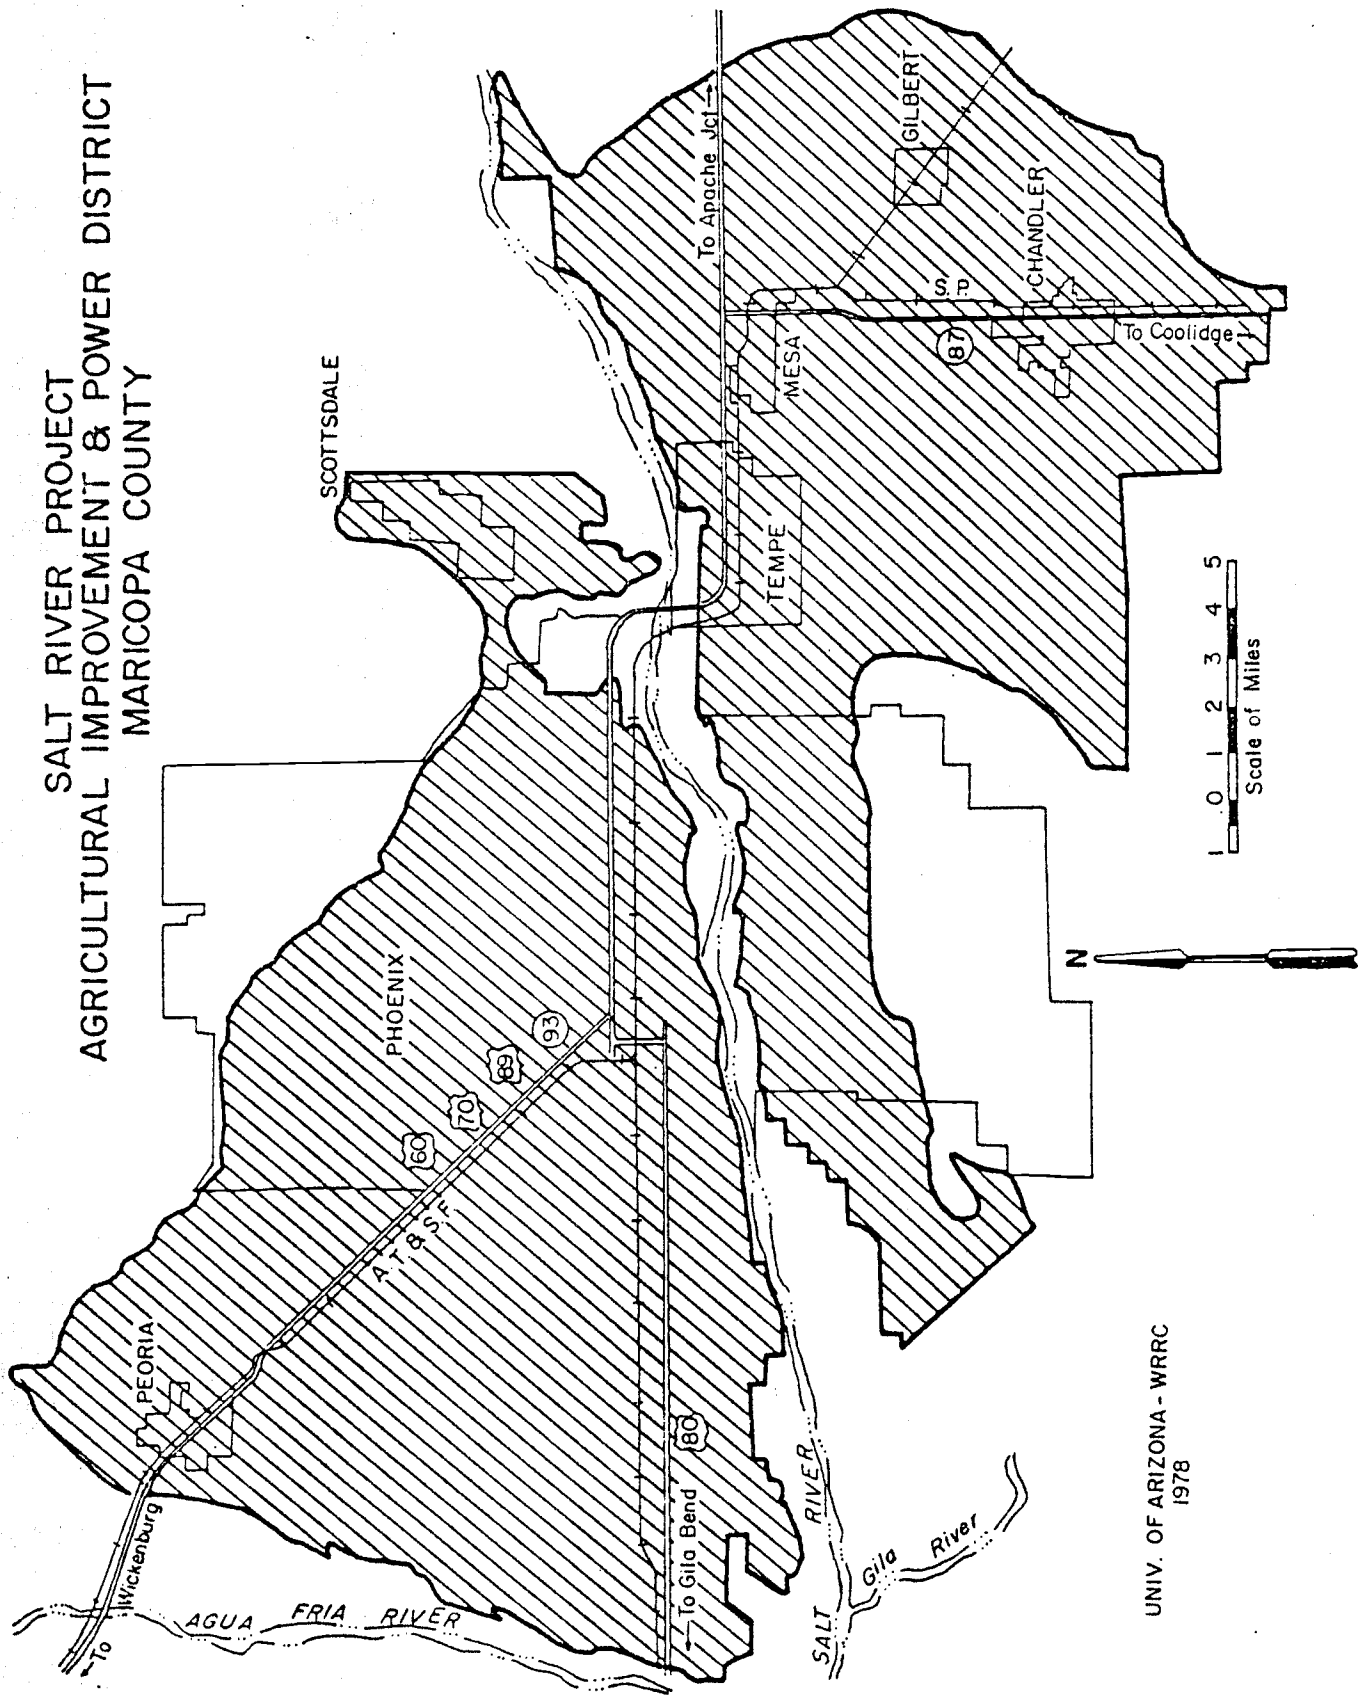 SALT RIVER PROJECT
AGRICULTURAL IMPROVEMENT & POWER DISTRICT
MARICOPA COUNTY
SCOTTSDALE
PEORIA
PHOENIX
60
70
89
93
A.T. & S.F.
To
Wickenburg
AGUA FRIA RIVER
To Gila Bend
80
SALT RIVER
Gila River
TEMPE
MESA
To Apache Jct
GILBERT
CHANDLER
S. P.
87
To Coolidge
N
1 0 1 2 3 4 5
Scale of Miles
UNIV. OF ARIZONA - WRRC
1978